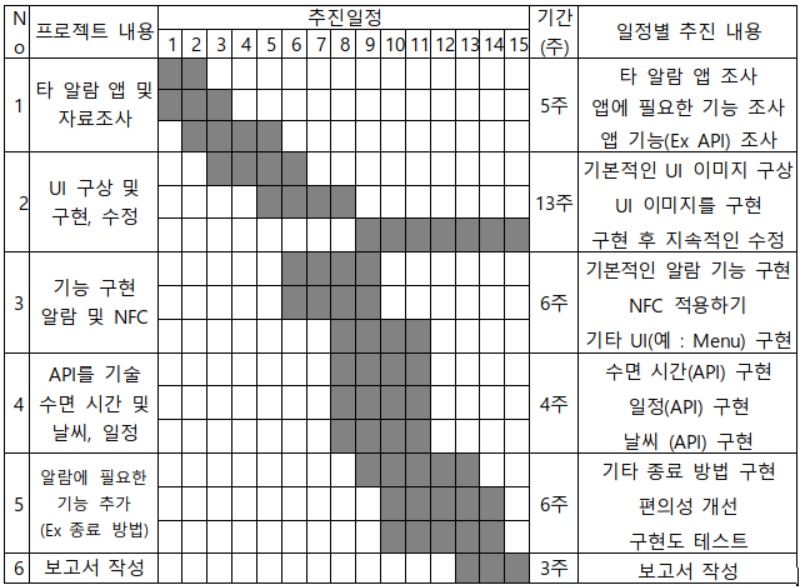 No 프로젝트 내용 추진일정 기간(주) 일정별 추진 내용
1 2 3 4 5 6 7 8 9 10 11 12 13 14 15
1 타 알람 앱 및 자료조사 5주
타 알람 앱 조사
앱에 필요한 기능 조사
앱 기능(Ex API) 조사
2 UI 구상 및 구현, 수정 13주
기본적인 UI 이미지 구상
UI 이미지를 구현
구현 후 지속적인 수정
3 기능 구현 알람 및 NFC 6주
기본적인 알람 기능 구현
NFC 적용하기
기타 UI(예 : Menu) 구현
4 API를 기술 수면 시간 및 날씨, 일정 4주
수면 시간(API) 구현
일정(API) 구현
날씨 (API) 구현
5 알람에 필요한 기능 추가 (Ex 종료 방법) 6주
기타 종료 방법 구현
편의성 개선
구현도 테스트
6 보고서 작성 3주 보고서 작성